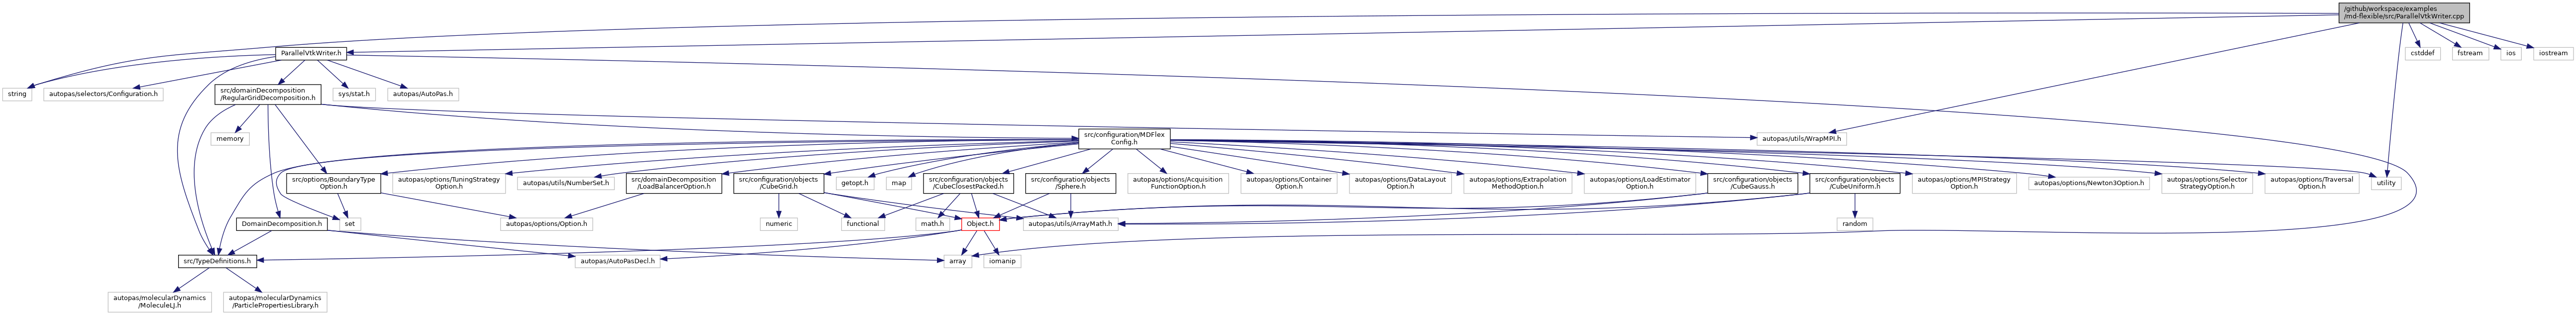 /github/workspace/examples
/md-flexible/src/ParallelVtkWriter.cpp
ParallelVtkWriter.h
cstddef
fstream
ios
iostream
string
autopas/selectors/Configuration.h
src/domainDecomposition
/RegularGridDecomposition.h
sys/stat.h
autopas/AutoPas.h
memory
src/configuration/MDFlex
Config.h
autopas/utils/WrapMPI.h
src/options/BoundaryType
Option.h
autopas/options/TuningStrategy
Option.h
autopas/utils/NumberSet.h
src/domainDecomposition
/LoadBalancerOption.h
src/configuration/objects
/CubeGrid.h
getopt.h
map
src/configuration/objects
/CubeClosestPacked.h
src/configuration/objects
/Sphere.h
autopas/options/Acquisition
FunctionOption.h
autopas/options/Container
Option.h
autopas/options/DataLayout
Option.h
autopas/options/Extrapolation
MethodOption.h
autopas/options/LoadEstimator
Option.h
src/configuration/objects
/CubeGauss.h
src/configuration/objects
/CubeUniform.h
autopas/options/MPIStrategy
Option.h
autopas/options/Newton3Option.h
autopas/options/Selector
StrategyOption.h
autopas/options/Traversal
Option.h
utility
DomainDecomposition.h
set
autopas/options/Option.h
numeric
functional
math.h
Object.h
autopas/utils/ArrayMath.h
random
src/TypeDefinitions.h
autopas/AutoPasDecl.h
array
iomanip
autopas/molecularDynamics
/MoleculeLJ.h
autopas/molecularDynamics
/ParticlePropertiesLibrary.h